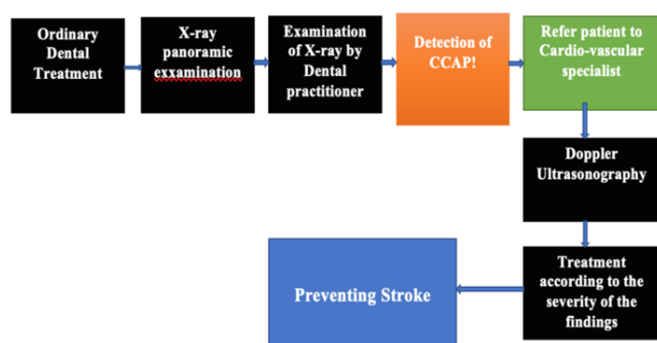 Ordinary
Dental
Treatment
X-ray
panoramic
exxamination
Examination
of X-ray by
Dental
practitioner
Detection of
CCAP!
Refer patient to
Cardio-vascular
specialist
Doppler
Ultrasonography
Treatment
according to the
severity of the
findings
Preventing Stroke